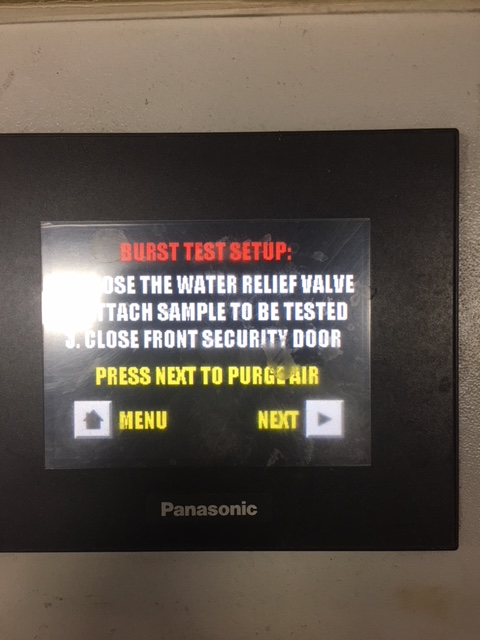 BURST TEST SETUP:
THE WATER RELIEF VALVE
SAMPLE TO BE TESTED
3. CLOSE FRONT SECURITY DOOR
PRESS NEXT TO PURGE AIR
MENU NEXT
Panasonic